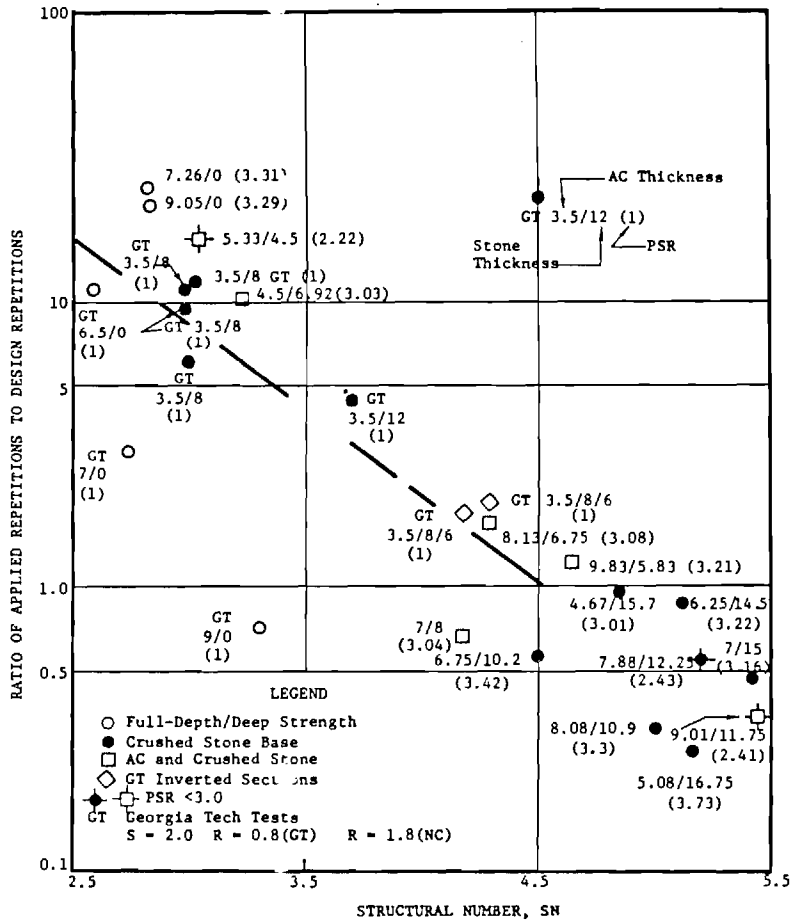 100
7.26/0 (3.31)
9.05/0 (3.29)
AC Thickness
GT 3.5/12 (1)
Stone
Thickness
PSR
5.33/4.5 (2.22)
GT
3.5/8
(1)
3.5/8 GT (1)
4.5/6.92(3.03)
10
GT
6.5/0
(1)
GT 3.5/8
(1)
5
GT
3.5/8
(1)
GT
3.5/12
(1)
GT
7/0
(1)
GT
3.5/8/6
(1)
GT 3.5/8/6
(1)
8.13/6.75 (3.08)
9.83/5.83 (3.21)
1.0
4.67/15.7
(3.01)
6.25/14.5
(3.22)
GT
9/0
(1)
7/8
(3.04)
6.75/10.2
(3.42)
7.88/12.25
(2.43)
7/15
(3.16)
0.5
8.08/10.9
(3.3)
9.01/11.75
(2.41)
5.08/16.75
(3.73)
LEGEND
Full-Depth/Deep Strength
Crushed Stone Base
AC and Crushed Stone
GT Inverted Sections
PSR <3.0
GT Georgia Tech Tests
S = 2.0 R = 0.8(GT) R = 1.8(NC)
0.1
2.5 3.5 4.5 5.5
STRUCTURAL NUMBER, SN
RATIO OF APPLIED REPETITIONS TO DESIGN REPETITIONS